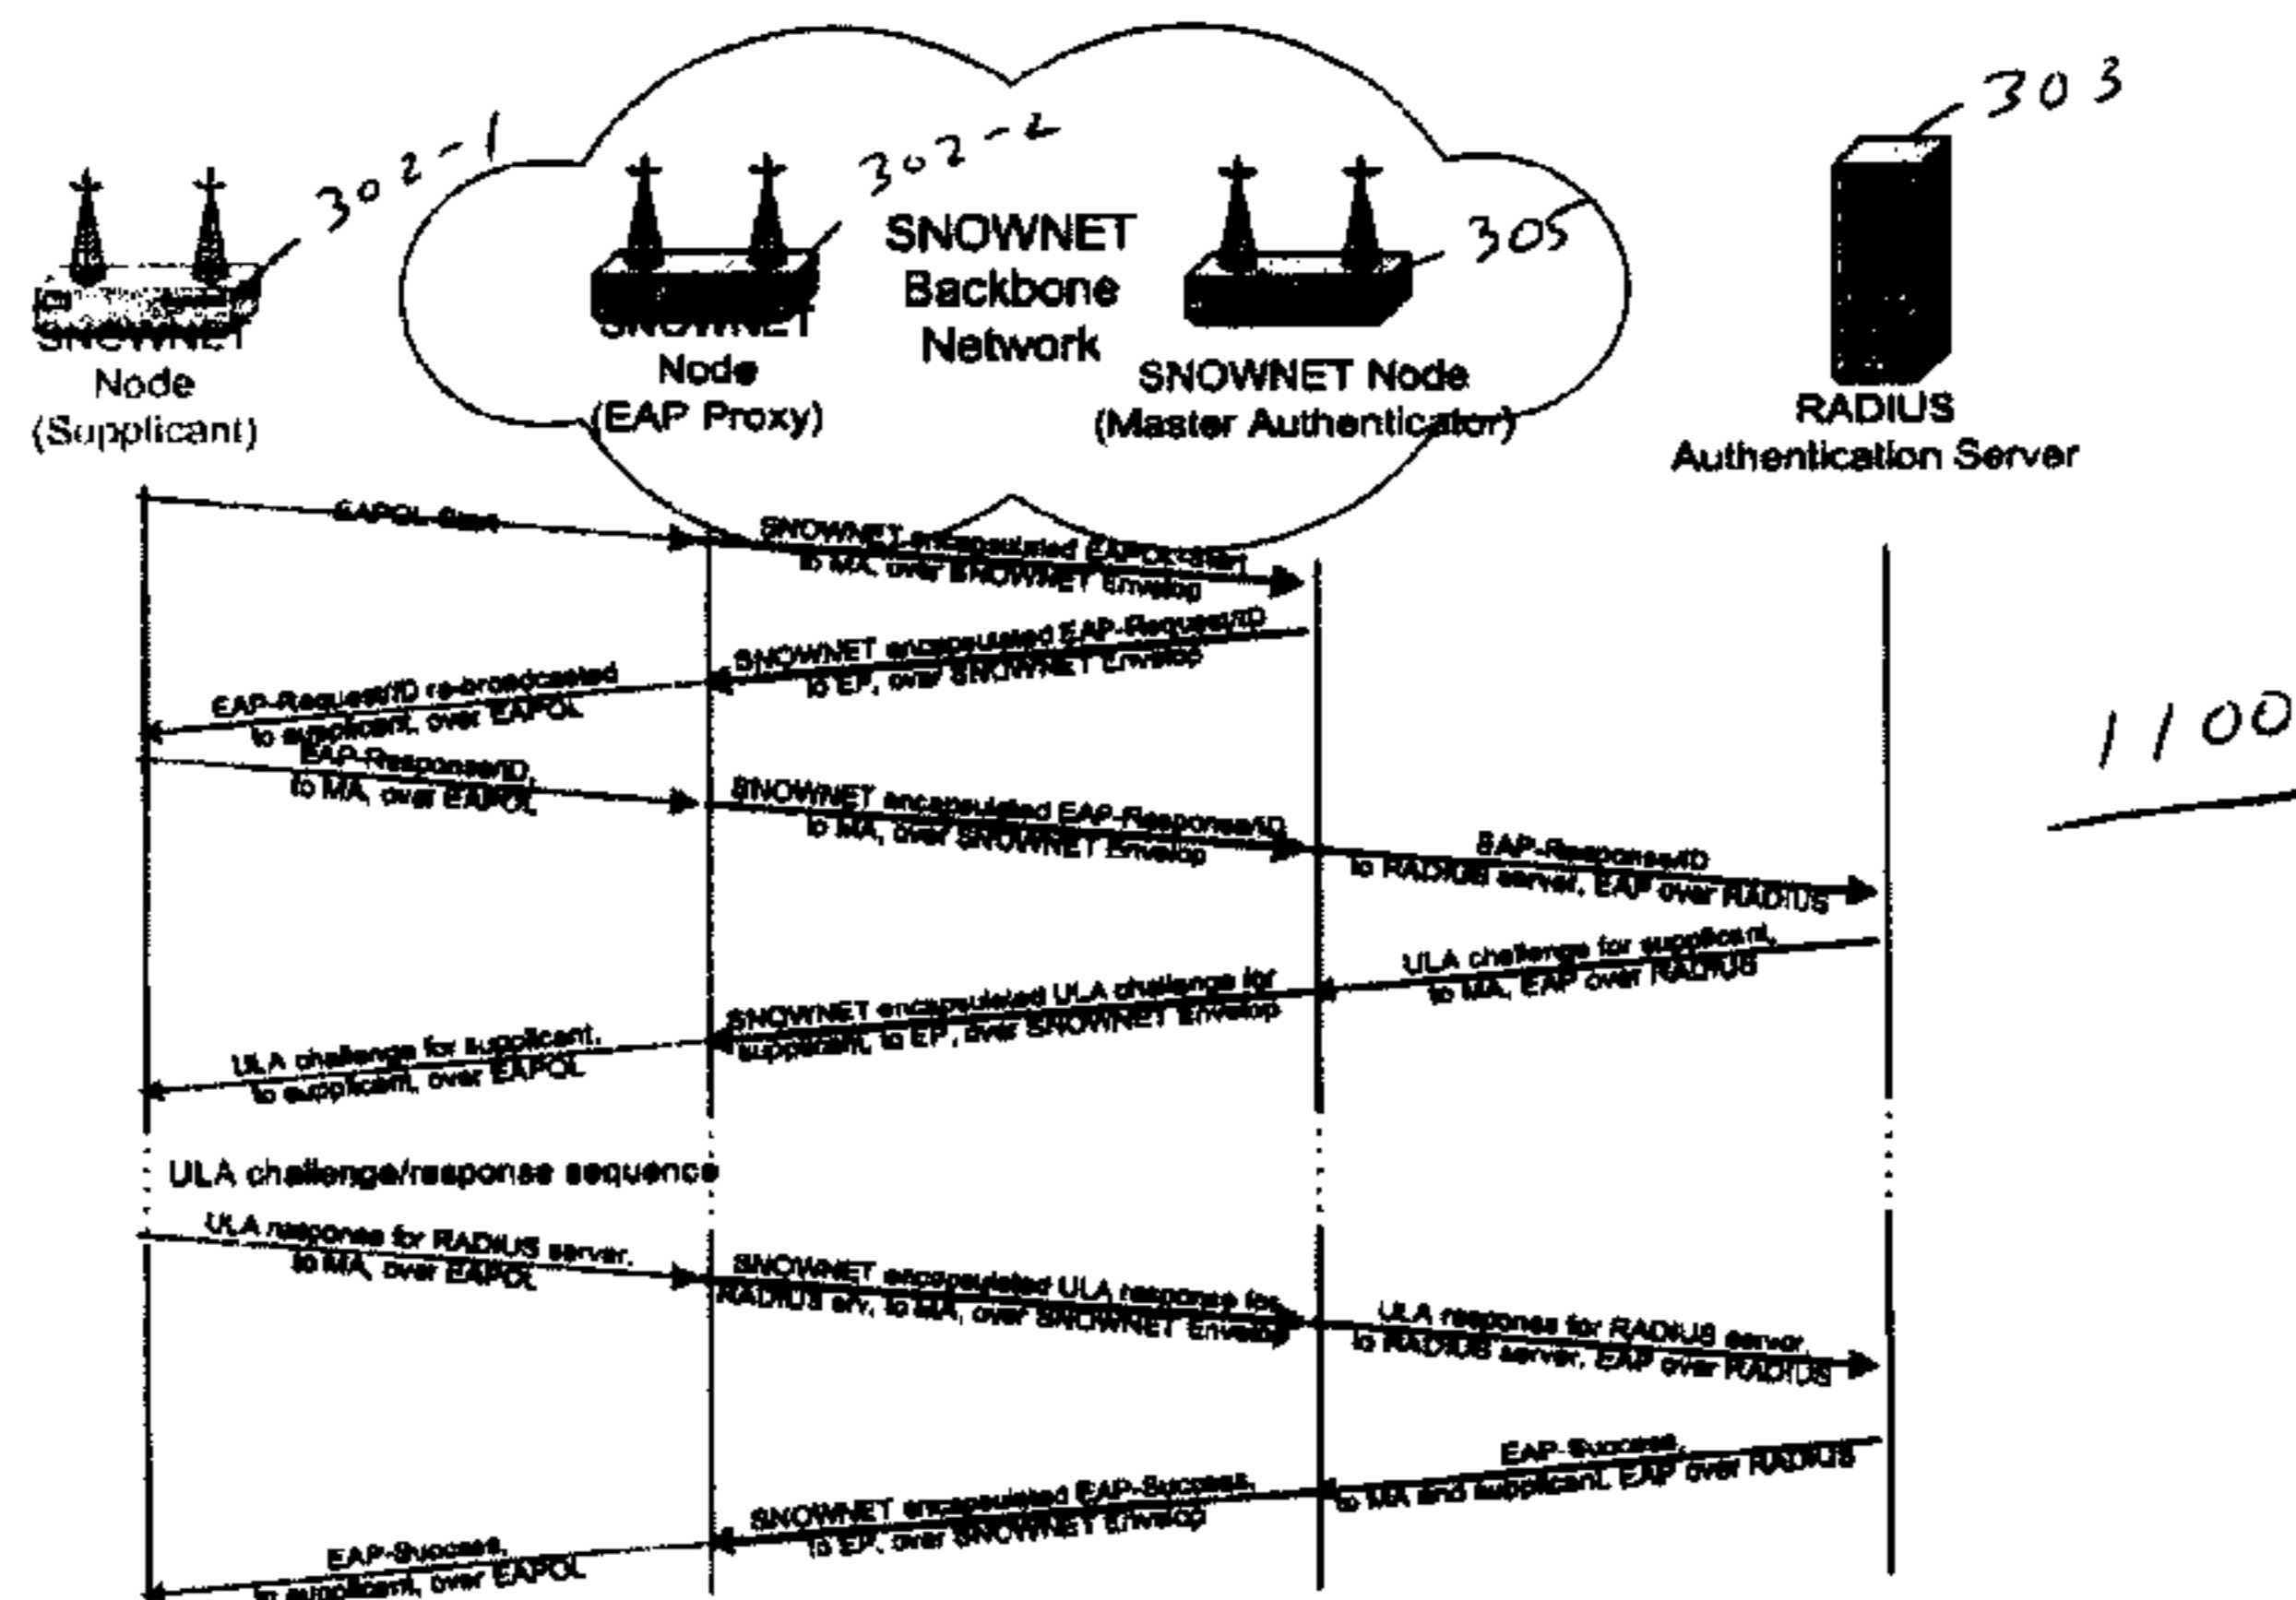 302-1
302-2
305
303
SNOWNET
Node
(Supplicant)
SNOWNET
Node
(EAP Proxy)
SNOWNET
Backbone
Network
SNOWNET Node
(Master Authenticator)
RADIUS
Authentication Server
EAPOL-Start
SNOWNET encapsulated EAPOL-Start
to MA, over SNOWNET Envelop
SNOWNET encapsulated EAP-Request/ID
to EP, over SNOWNET Envelop
EAP-Request/ID re-broadcasted
to supplicant, over EAPOL
1100
EAP-Response/ID,
to MA, over EAPOL
SNOWNET encapsulated EAP-Response/ID
to MA, over SNOWNET Envelop
EAP-Response/ID
to RADIUS server, EAP over RADIUS
ULA challenge for supplicant,
to MA, EAP over RADIUS
SNOWNET encapsulated ULA challenge for
supplicant, to EP, over SNOWNET Envelop
ULA challenge for supplicant,
to supplicant, over EAPOL
ULA challenge/response sequence
ULA response for RADIUS server,
to MA, over EAPOL
SNOWNET encapsulated ULA response for
RADIUS srv, to MA, over SNOWNET Envelop
ULA response for RADIUS server,
to RADIUS server, EAP over RADIUS
EAP-Success,
to MA and supplicant, EAP over RADIUS
SNOWNET encapsulated EAP-Success,
to EP, over SNOWNET Envelop
EAP-Success,
to supplicant, over EAPOL